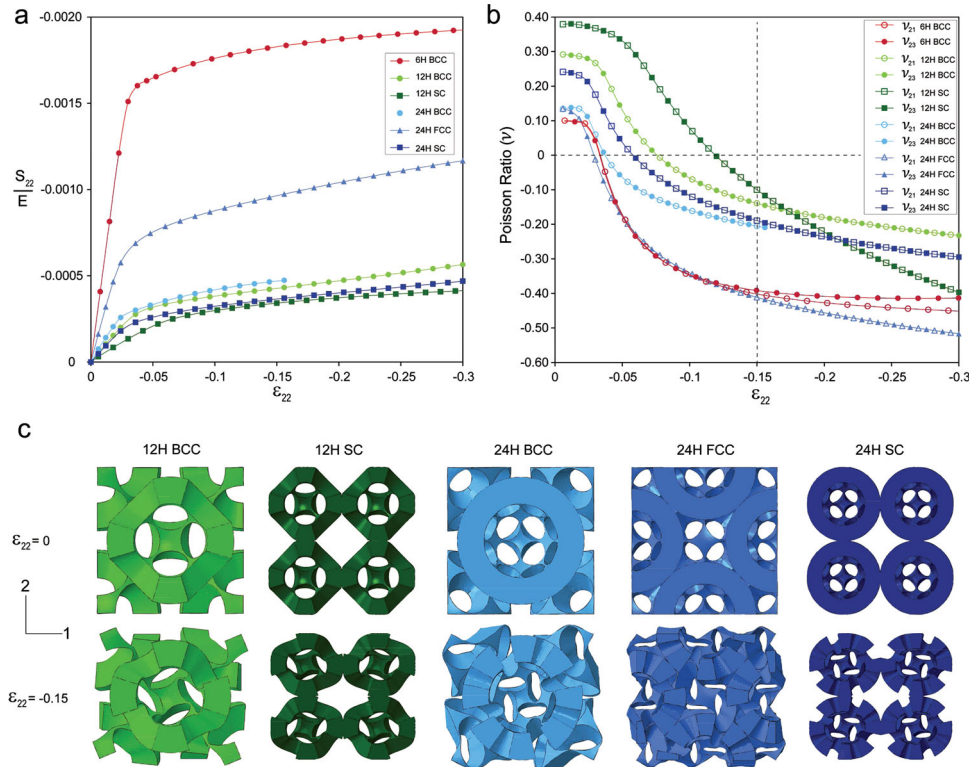 a
-0.0020
-0.0015
-0.0010
-0.0005
0
S22
E
0 -0.05 -0.1 -0.15 -0.2 -0.25 -0.3
ε22
6H BCC
12H BCC
12H SC
24H BCC
24H FCC
24H SC
b
0.40
0.30
0.20
0.10
0
-0.10
-0.20
-0.30
-0.40
-0.50
-0.60
Poisson Ratio (ν)
0 -0.05 -0.1 -0.15 -0.2 -0.25 -0.3
ε22
ν21 6H BCC
ν23 6H BCC
ν21 12H BCC
ν23 12H BCC
ν21 12H SC
ν23 12H SC
ν21 24H BCC
ν23 24H BCC
ν21 24H FCC
ν23 24H FCC
ν21 24H SC
ν23 24H SC
c
12H BCC 12H SC 24H BCC 24H FCC 24H SC
ε22 = 0
2
1
ε22 = -0.15